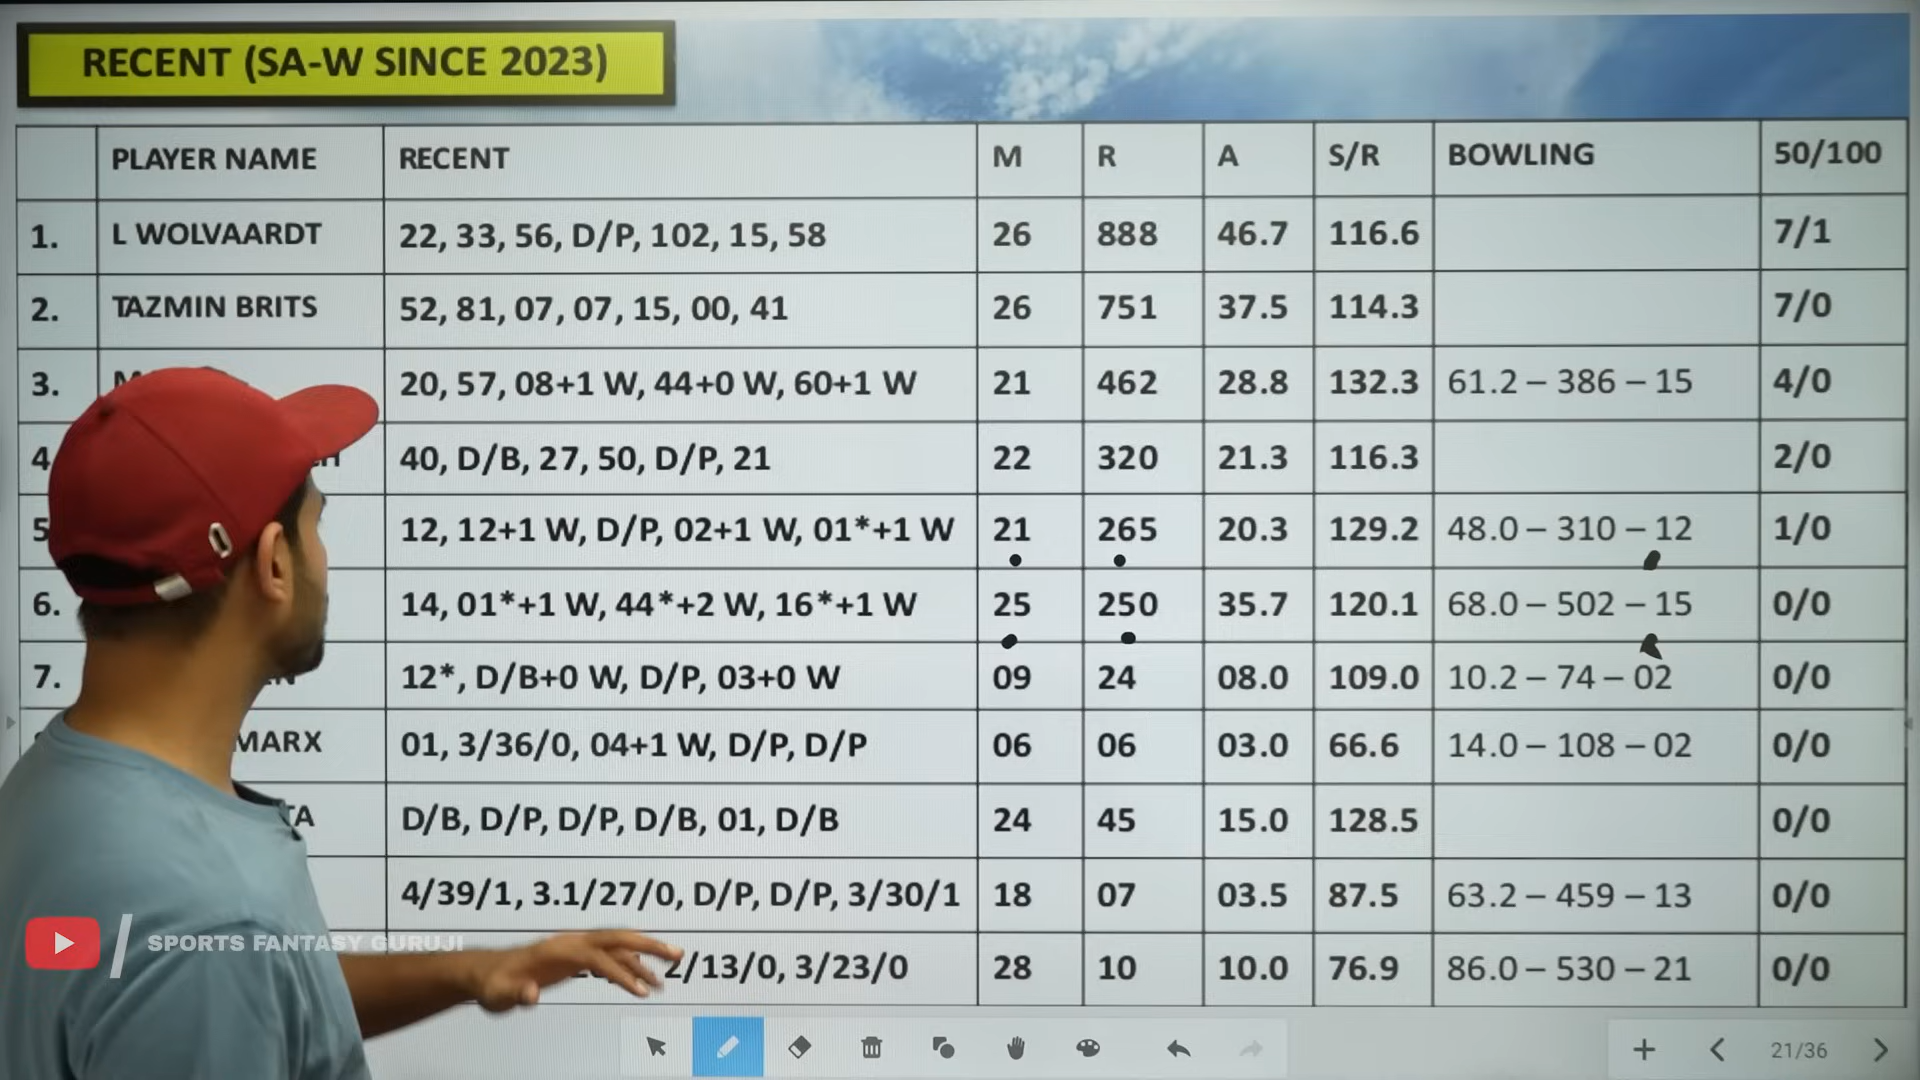 RECENT (SA-W SINCE 2023)
PLAYER NAME RECENT M R A S/R BOWLING 50/100
1. L WOLVAARDT 22, 33, 56, D/P, 102, 15, 58 26 888 46.7 116.6 7/1
2. TAZMIN BRITS 52, 81, 07, 07, 15, 00, 41 26 751 37.5 114.3 7/0
3. 20, 57, 08+1 W, 44+0 W, 60+1 W 21 462 28.8 132.3 61.2 – 386 – 15 4/0
4 40, D/B, 27, 50, D/P, 21 22 320 21.3 116.3 2/0
5 12, 12+1 W, D/P, 02+1 W, 01*+1 W 21 265 20.3 129.2 48.0 – 310 – 12 1/0
6. 14, 01*+1 W, 44*+2 W, 16*+1 W 25 250 35.7 120.1 68.0 – 502 – 15 0/0
7. 12*, D/B+0 W, D/P, 03+0 W 09 24 08.0 109.0 10.2 – 74 – 02 0/0
MARX 01, 3/36/0, 04+1 W, D/P, D/P 06 06 03.0 66.6 14.0 – 108 – 02 0/0
TA D/B, D/P, D/P, D/B, 01, D/B 24 45 15.0 128.5 0/0
4/39/1, 3.1/27/0, D/P, D/P, 3/30/1 18 07 03.5 87.5 63.2 – 459 – 13 0/0
2/13/0, 3/23/0 28 10 10.0 76.9 86.0 – 530 – 21 0/0
SPORTS FANTASY GURUJI
21/36